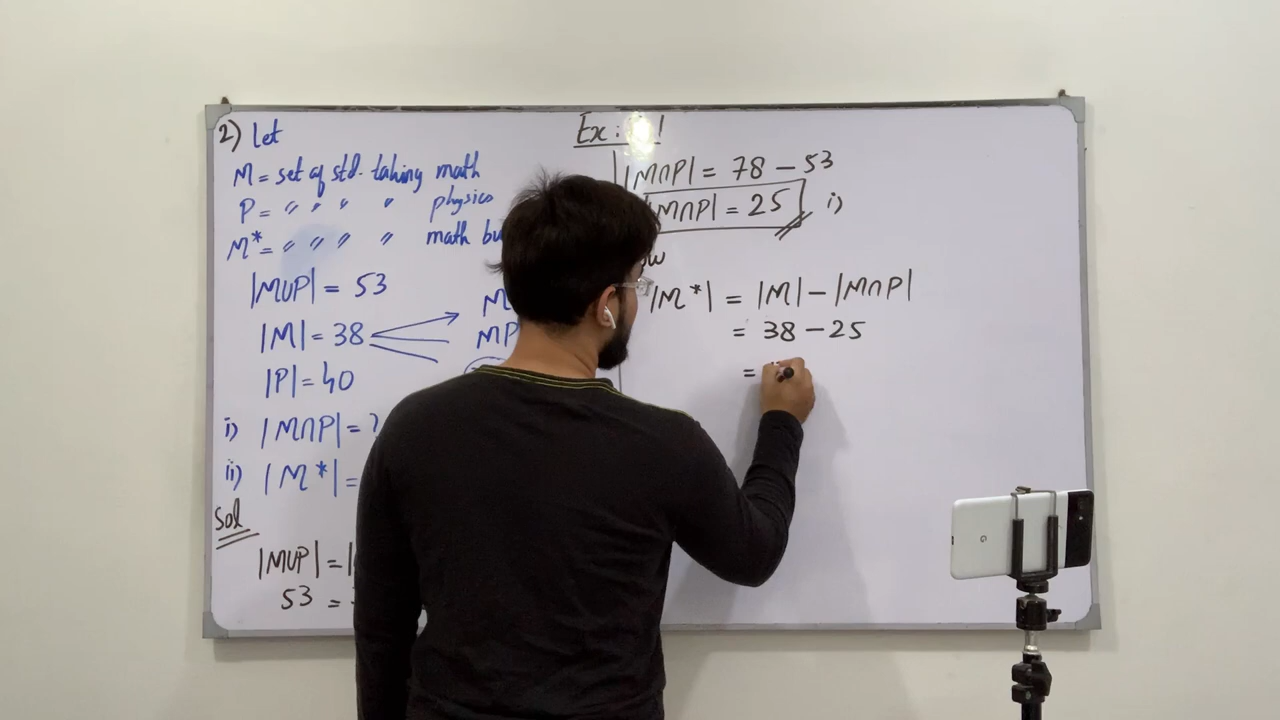 2) Let
M = set of std. taking math
P = " " " " physics
M* = " " " " math
|M∪P| = 53
|M| = 38
M
MP
|P| = 40
i) |M∩P| = ?
ii) |M*| =
Sol
|M∪P| = |
53 =
Ex:
|M∩P| = 78 - 53
|M∩P| = 25 i)
|M*| = |M| - |M∩P|
= 38 - 25
=
G